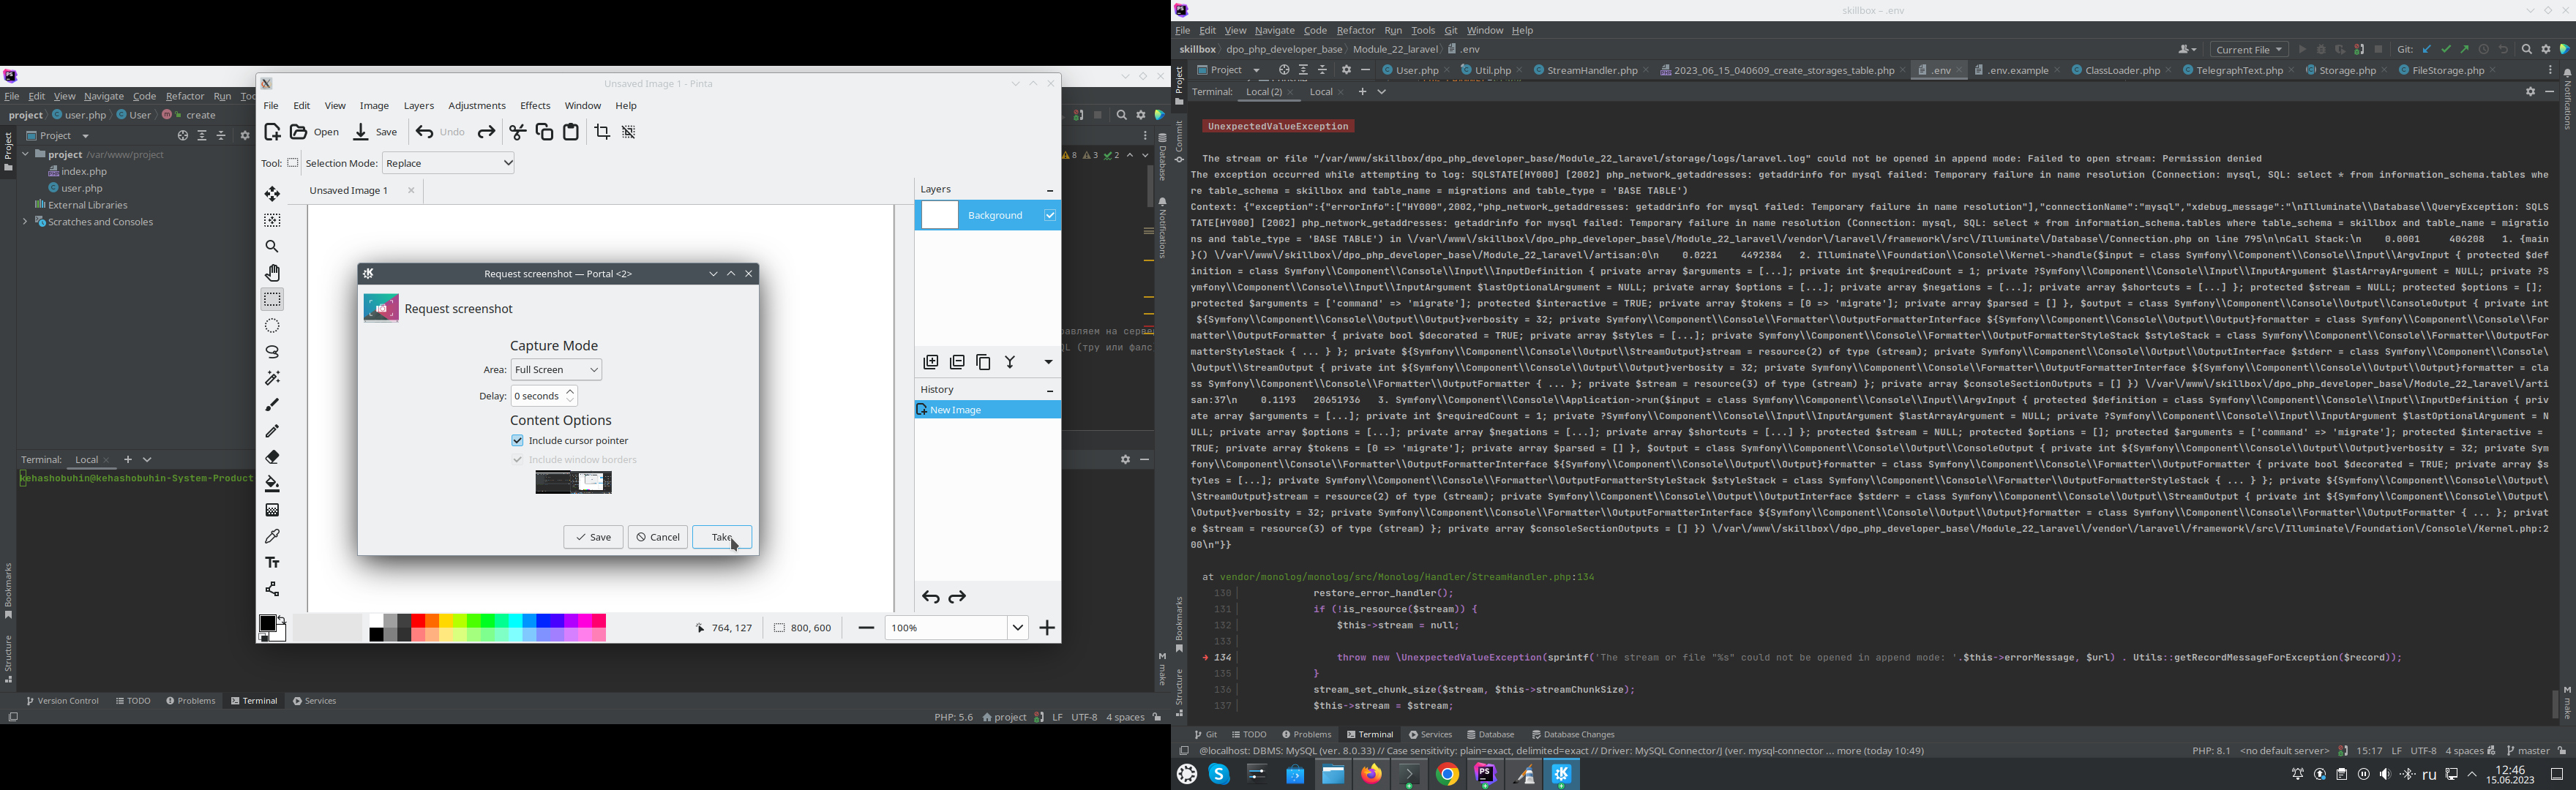 File Edit View Navigate Code Refactor Run Too
project user.php User create
Project
project /var/www/project
index.php
user.php
External Libraries
Scratches and Consoles
Terminal: Local
kehashobuhin@kehashobuhin-System-Product
Version Control TODO Problems Terminal Services
PHP: 5.6 project LF UTF-8 4 spaces
Project
Bookmarks
Structure
8 3 2
Database
Notifications
make
Unsaved Image 1 - Pinta
File Edit View Image Layers Adjustments Effects Window Help
Open Save Undo
Tool: Selection Mode: Replace
Unsaved Image 1
Layers
Background
History
New Image
764, 127 800, 600 100%
Request screenshot — Portal <2>
Request screenshot
Capture Mode
Area: Full Screen
Delay: 0 seconds
Content Options
Include cursor pointer
Include window borders
Save Cancel Take
skillbox – .env
File Edit View Navigate Code Refactor Run Tools Git Window Help
skillbox dpo_php_developer_base Module_22_laravel .env
Current File Git:
Project User.php Util.php StreamHandler.php 2023_06_15_040609_create_storages_table.php .env .env.example ClassLoader.php TelegraphText.php Storage.php FileStorage.php
Terminal: Local (2) Local
UnexpectedValueException
The stream or file "/var/www/skillbox/dpo_php_developer_base/Module_22_laravel/storage/logs/laravel.log" could not be opened in append mode: Failed to open stream: Permission denied
The exception occurred while attempting to log: SQLSTATE[HY000] [2002] php_network_getaddresses: getaddrinfo for mysql failed: Temporary failure in name resolution (Connection: mysql, SQL: select * from information_schema.tables whe
re table_schema = skillbox and table_name = migrations and table_type = 'BASE TABLE')
Context: {"exception":{"errorInfo":["HY000",2002,"php_network_getaddresses: getaddrinfo for mysql failed: Temporary failure in name resolution"],"connectionName":"mysql","xdebug_message":"\nIlluminate\\Database\\QueryException: SQLS
TATE[HY000] [2002] php_network_getaddresses: getaddrinfo for mysql failed: Temporary failure in name resolution (Connection: mysql, SQL: select * from information_schema.tables where table_schema = skillbox and table_name = migratio
ns and table_type = 'BASE TABLE') in \/var\/www\/skillbox\/dpo_php_developer_base\/Module_22_laravel\/vendor\/laravel\/framework\/src\/Illuminate\/Database\/Connection.php on line 795\n\nCall Stack:\n 0.0001 406208 1. {main
}() \/var\/www\/skillbox\/dpo_php_developer_base\/Module_22_laravel\/artisan:0\n 0.0221 4492384 2. Illuminate\\Foundation\\Console\\Kernel->handle($input = class Symfony\\Component\\Console\\Input\\ArgvInput { protected $def
inition = class Symfony\\Component\\Console\\Input\\InputDefinition { private array $arguments = [...]; private int $requiredCount = 1; private ?Symfony\\Component\\Console\\Input\\InputArgument $lastArrayArgument = NULL; private ?S
ymfony\\Component\\Console\\Input\\InputArgument $lastOptionalArgument = NULL; private array $options = [...]; private array $negations = [...]; private array $shortcuts = [...] }; protected $stream = NULL; protected $options = [];
protected $arguments = ['command' => 'migrate']; protected $interactive = TRUE; private array $tokens = [0 => 'migrate']; private array $parsed = [] }, $output = class Symfony\\Component\\Console\\Output\\ConsoleOutput { private int
${Symfony\\Component\\Console\\Output\\Output}verbosity = 32; private Symfony\\Component\\Console\\Formatter\\OutputFormatterInterface ${Symfony\\Component\\Console\\Output\\Output}formatter = class Symfony\\Component\\Console\\For
matter\\OutputFormatter { private bool $decorated = TRUE; private array $styles = [...]; private Symfony\\Component\\Console\\Formatter\\OutputFormatterStyleStack $styleStack = class Symfony\\Component\\Console\\Formatter\\OutputFor
matterStyleStack { ... } }; private ${Symfony\\Component\\Console\\Output\\StreamOutput}stream = resource(2) of type (stream); private Symfony\\Component\\Console\\Output\\OutputInterface $stderr = class Symfony\\Component\\Console\
\Output\\StreamOutput { private int ${Symfony\\Component\\Console\\Output\\Output}verbosity = 32; private Symfony\\Component\\Console\\Formatter\\OutputFormatterInterface ${Symfony\\Component\\Console\\Output\\Output}formatter = cla
ss Symfony\\Component\\Console\\Formatter\\OutputFormatter { ... }; private $stream = resource(3) of type (stream) }; private array $consoleSectionOutputs = [] }) \/var\/www\/skillbox\/dpo_php_developer_base\/Module_22_laravel\/arti
san:37\n 0.1193 20651936 3. Symfony\\Component\\Console\\Application->run($input = class Symfony\\Component\\Console\\Input\\ArgvInput { protected $definition = class Symfony\\Component\\Console\\Input\\InputDefinition { priv
ate array $arguments = [...]; private int $requiredCount = 1; private ?Symfony\\Component\\Console\\Input\\InputArgument $lastArrayArgument = NULL; private ?Symfony\\Component\\Console\\Input\\InputArgument $lastOptionalArgument = N
ULL; private array $options = [...]; private array $negations = [...]; private array $shortcuts = [...] }; protected $stream = NULL; protected $options = []; protected $arguments = ['command' => 'migrate']; protected $interactive =
TRUE; private array $tokens = [0 => 'migrate']; private array $parsed = [] }, $output = class Symfony\\Component\\Console\\Output\\ConsoleOutput { private int ${Symfony\\Component\\Console\\Output\\Output}verbosity = 32; private Sym
fony\\Component\\Console\\Formatter\\OutputFormatterInterface ${Symfony\\Component\\Console\\Output\\Output}formatter = class Symfony\\Component\\Console\\Formatter\\OutputFormatter { private bool $decorated = TRUE; private array $s
tyles = [...]; private Symfony\\Component\\Console\\Formatter\\OutputFormatterStyleStack $styleStack = class Symfony\\Component\\Console\\Formatter\\OutputFormatterStyleStack { ... } }; private ${Symfony\\Component\\Console\\Output\
\StreamOutput}stream = resource(2) of type (stream); private Symfony\\Component\\Console\\Output\\OutputInterface $stderr = class Symfony\\Component\\Console\\Output\\StreamOutput { private int ${Symfony\\Component\\Console\\Output\
\Output}verbosity = 32; private Symfony\\Component\\Console\\Formatter\\OutputFormatterInterface ${Symfony\\Component\\Console\\Output\\Output}formatter = class Symfony\\Component\\Console\\Formatter\\OutputFormatter { ... }; privat
e $stream = resource(3) of type (stream) }; private array $consoleSectionOutputs = [] }) \/var\/www\/skillbox\/dpo_php_developer_base\/Module_22_laravel\/vendor\/laravel\/framework\/src\/Illuminate\/Foundation\/Console\/Kernel.php:2
00\n"}}
at vendor/monolog/monolog/src/Monolog/Handler/StreamHandler.php:134
130 restore_error_handler();
131 if (!is_resource($stream)) {
132 $this->stream = null;
133
134 throw new \UnexpectedValueException(sprintf('The stream or file "%s" could not be opened in append mode: '.$this->errorMessage, $url) . Utils::getRecordMessageForException($record));
135 }
136 stream_set_chunk_size($stream, $this->streamChunkSize);
137 $this->stream = $stream;
Git TODO Problems Terminal Services Database Database Changes
@localhost: DBMS: MySQL (ver. 8.0.33) // Case sensitivity: plain=exact, delimited=exact // Driver: MySQL Connector/J (ver. mysql-connector ... more (today 10:49)
PHP: 8.1 <no default server> 15:17 LF UTF-8 4 spaces master
Project
Commit
Bookmarks
Structure
Notifications
make
ru 12:46
15.06.2023